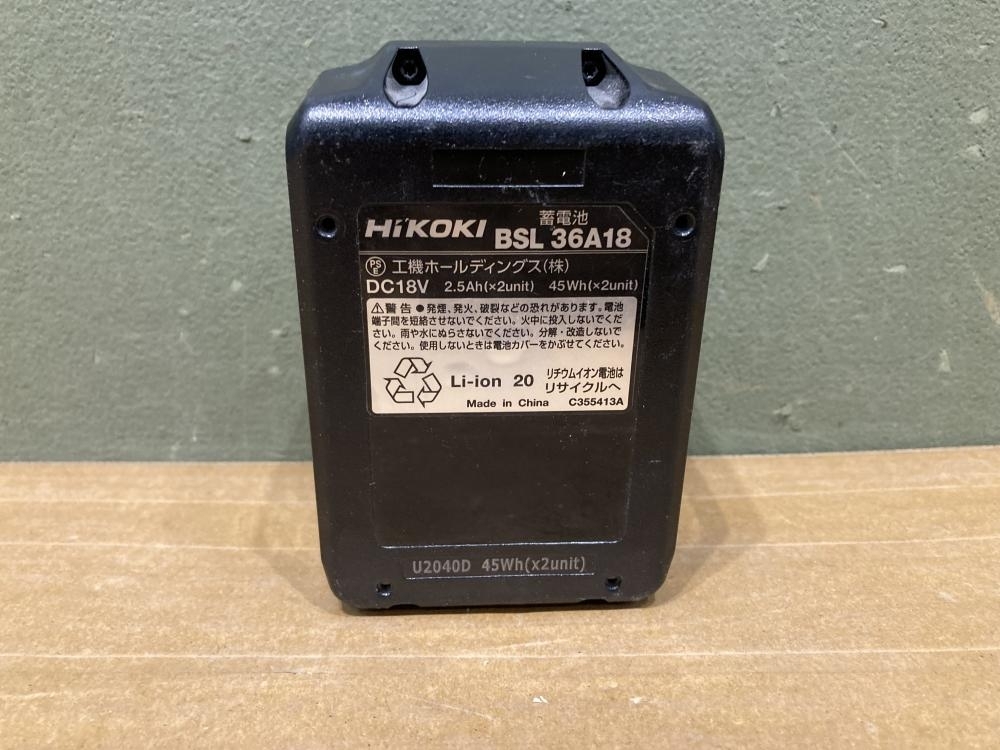 HiKOKI 蓄電池 BSL 36A18
PSE 工機ホールディングス(株)
DC18V 2.5Ah(×2unit) 45Wh(×2unit)
⚠警告 ●発煙、発火、破裂などの恐れがあります。電池
端子間を短絡させないでください。火中に投入しないでくだ
さい。雨や水にぬらさないでください。分解・改造しないで
ください。使用しないときは電池カバーをかぶせてください。
Li-ion 20 リチウムイオン電池は
リサイクルへ
Made in China C355413A
U2040D 45Wh(x2unit)